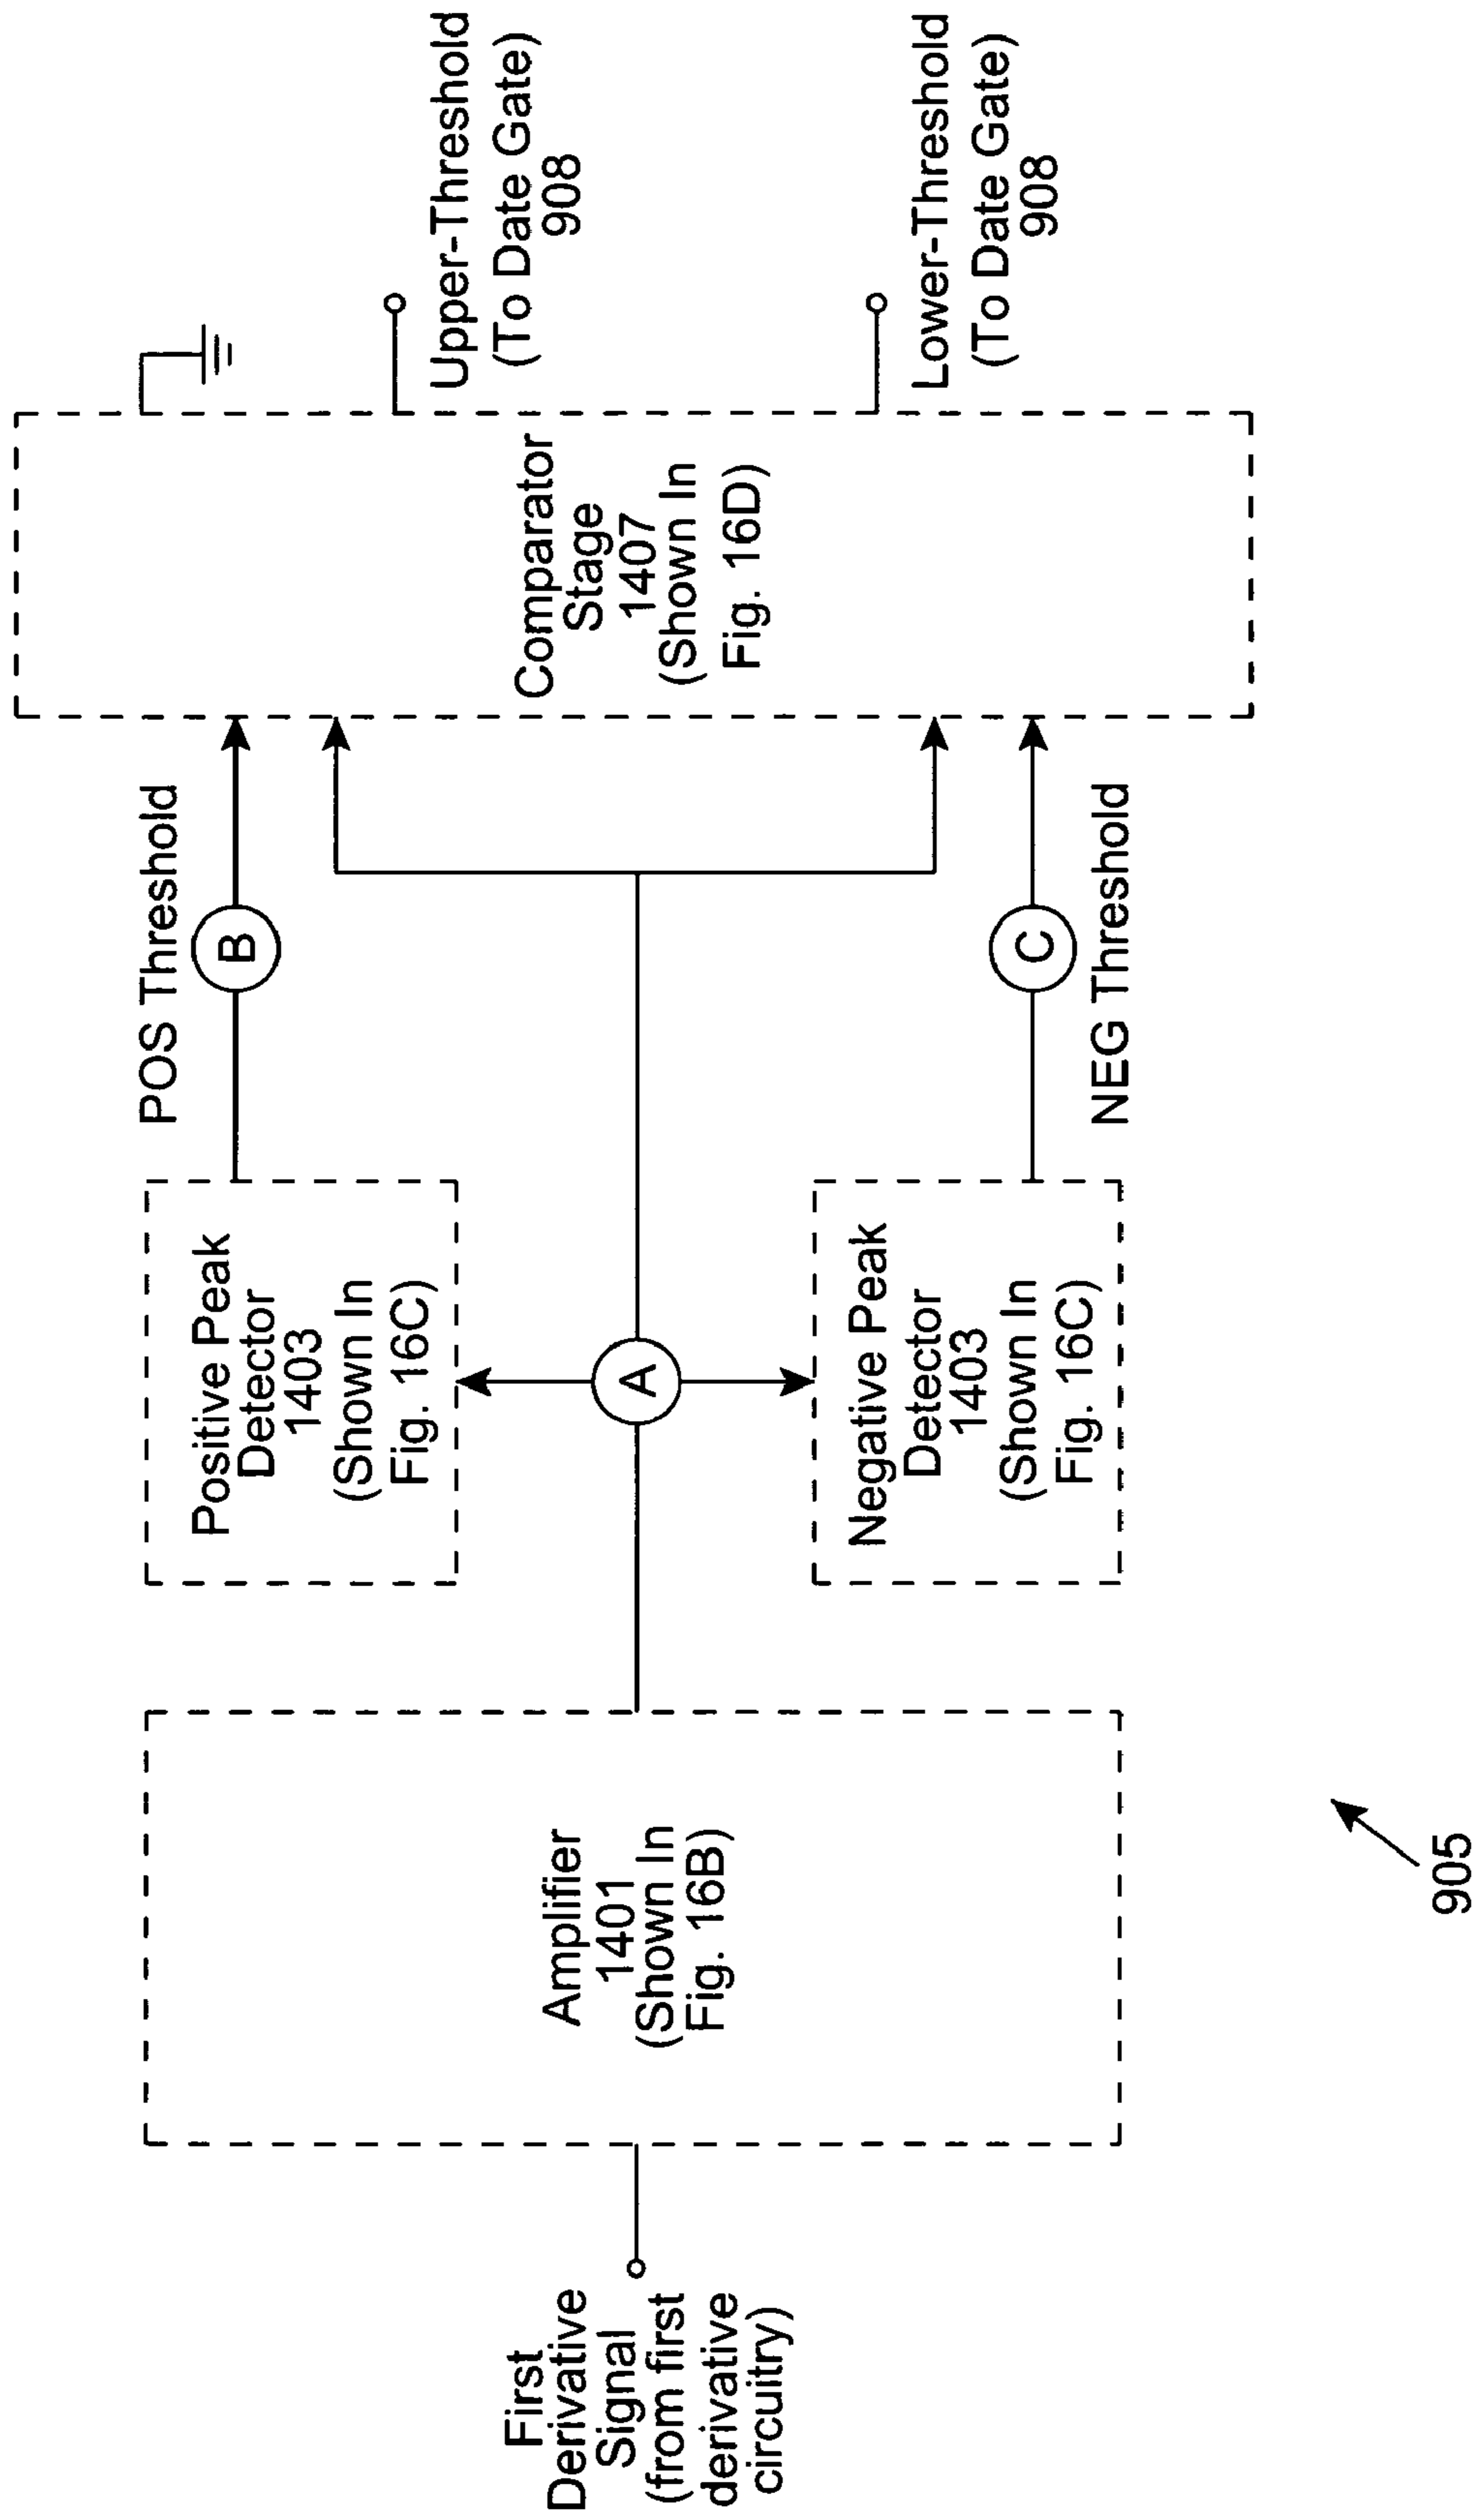 First
Derivative
Signal
(from first
derivative
circuitry)
Amplifier
1401
(Shown In
Fig. 16B)
Positive Peak
Detector
1403
(Shown In
Fig. 16C)
A
Negative Peak
Detector
1403
(Shown In
Fig. 16C)
POS Threshold
B
C
NEG Threshold
Comparator
Stage
1407
(Shown In
Fig. 16D)
Upper-Threshold
(To Date Gate)
908
Lower-Threshold
(To Date Gate)
908
905